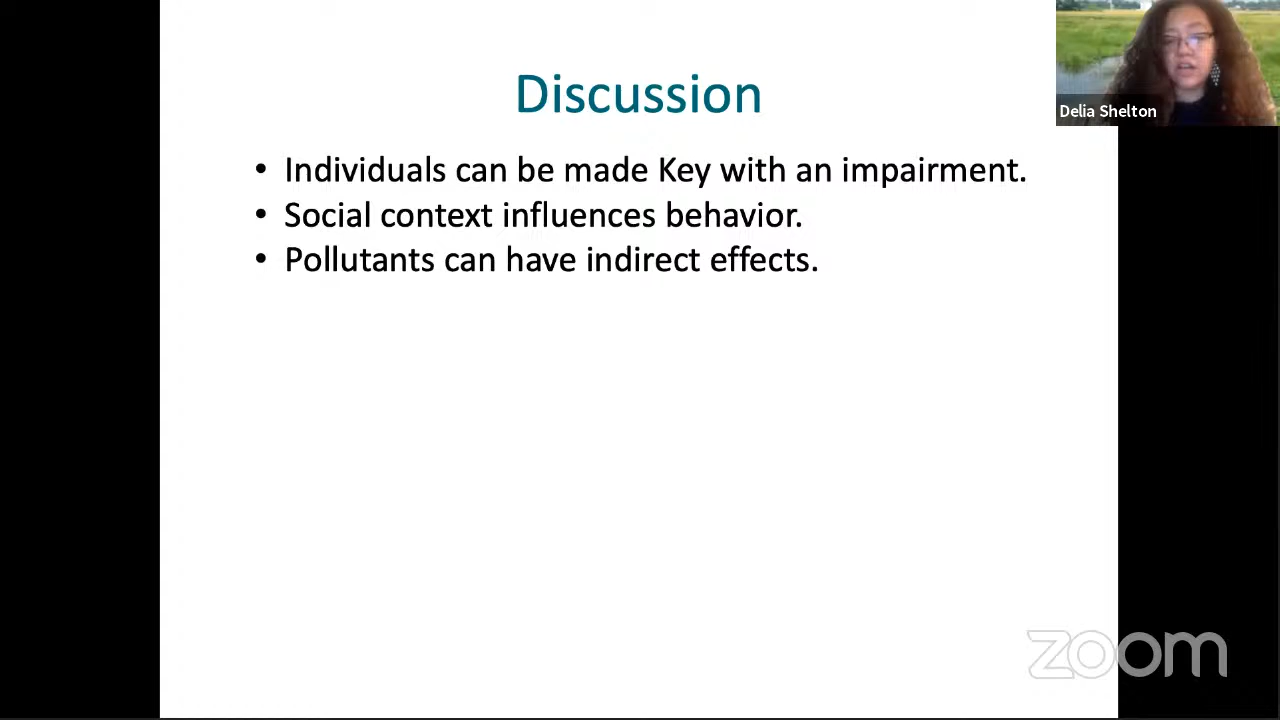 Discussion
• Individuals can be made Key with an impairment.
• Social context influences behavior.
• Pollutants can have indirect effects.
Delia Shelton
zoom